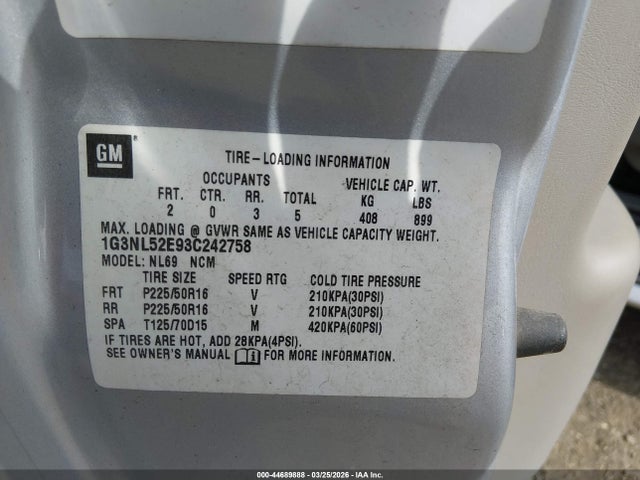 GM
TIRE-LOADING INFORMATION
OCCUPANTS VEHICLE CAP. WT.
FRT. CTR. RR. TOTAL KG LBS
2 0 3 5 408 899
MAX. LOADING @ GVWR SAME AS VEHICLE CAPACITY WEIGHT.
1G3NL52E93C242758
MODEL: NL69 NCM
TIRE SIZE SPEED RTG COLD TIRE PRESSURE
FRT P225/50R16 V 210KPA(30PSI)
RR P225/50R16 V 210KPA(30PSI)
SPA T125/70D15 M 420KPA(60PSI)
IF TIRES ARE HOT, ADD 28KPA(4PSI).
SEE OWNER'S MANUAL i FOR MORE INFORMATION.
000-44689888 | 03/25/2026 | IAA Inc.